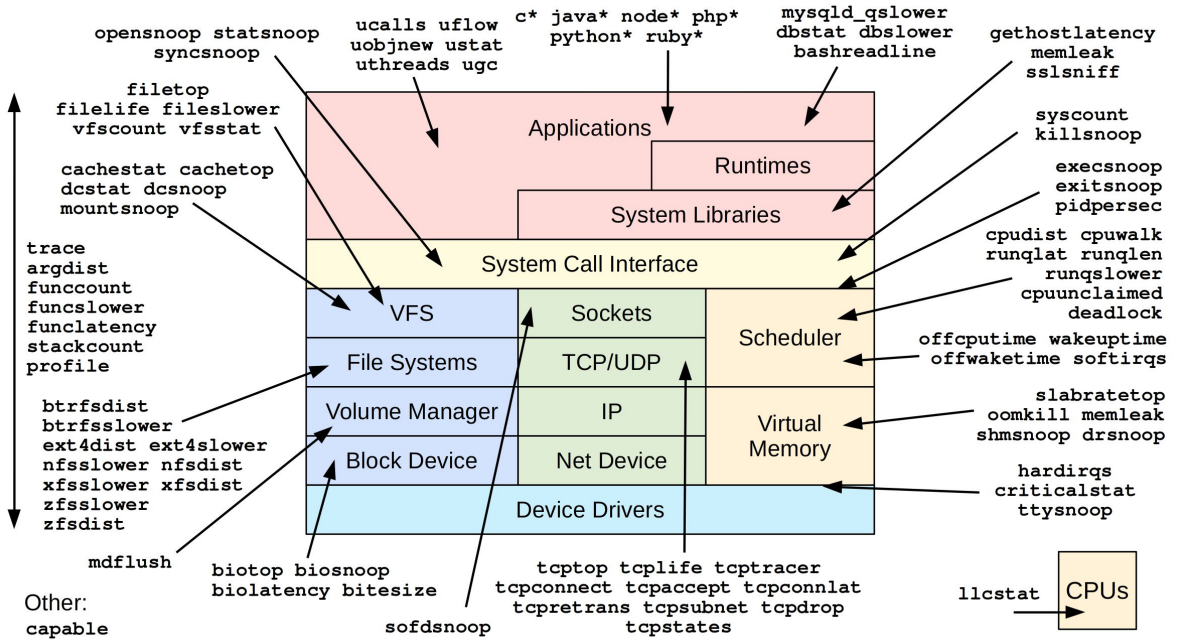 opensnoop statsnoop
syncsnoop
ucalls uflow
uobjnew ustat
uthreads ugc
c* java* node* php*
python* ruby*
mysqld_qslower
dbstat dbslower
bashreadline
gethostlatency
memleak
sslsniff
filetop
filelife fileslower
vfscount vfsstat
syscount
killsnoop
cachestat cachetop
dcstat dcsnoop
mountsnoop
execsnoop
exitsnoop
pidpersec
trace
argdist
funccount
funcslower
funclatency
stackcount
profile
cpudist cpuwalk
runqlat runqlen
runqslower
cpuunclaimed
deadlock
offcputime wakeuptime
offwaketime softirqs
btrfsdist
btrfsslower
ext4dist ext4slower
nfsslower nfsdist
xfsslower xfsdist
zfsslower
zfsdist
slabratetop
oomkill memleak
shmsnoop drsnoop
hardirqs
criticalstat
ttysnoop
Applications
Runtimes
System Libraries
System Call Interface
VFS
Sockets
Scheduler
File Systems
TCP/UDP
Volume Manager
IP
Virtual
Memory
Block Device
Net Device
Device Drivers
mdflush
biotop biosnoop
biolatency bitesize
sofdsnoop
tcptop tcplife tcptracer
tcpconnect tcpaccept tcpconnlat
tcpretrans tcpsubnet tcpdrop
tcpstates
llcstat
CPUs
Other:
capable